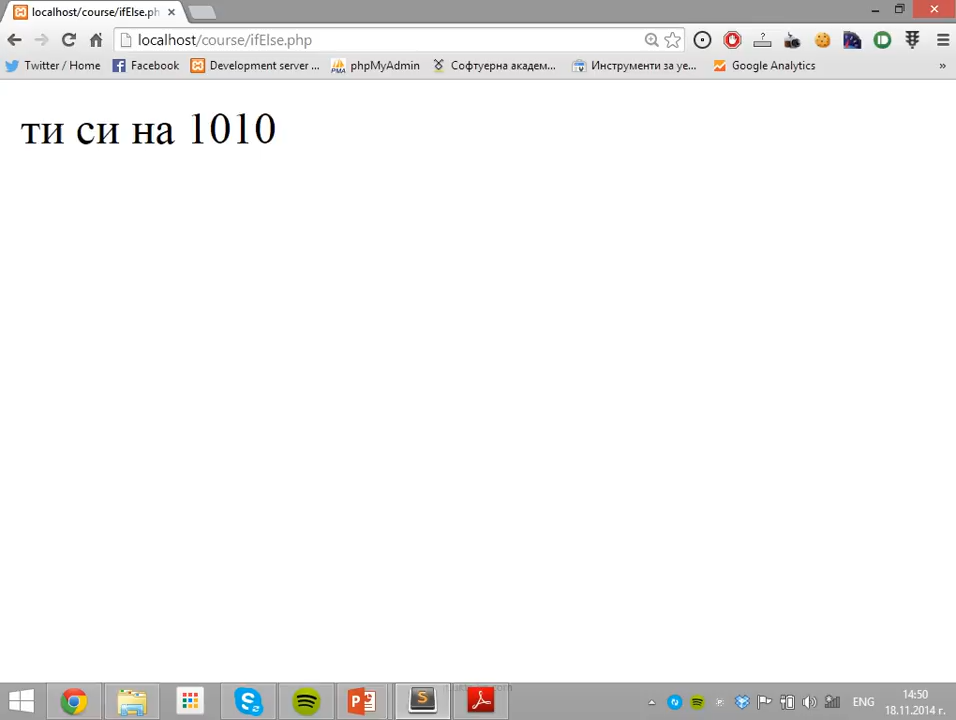 localhost/course/ifElse.ph
localhost/course/ifElse.php
Twitter / Home Facebook Development server ... phpMyAdmin Софтуерна академ... Инструменти за уе... Google Analytics »
ти си на 1010
ENG
14:50
18.11.2014 г.